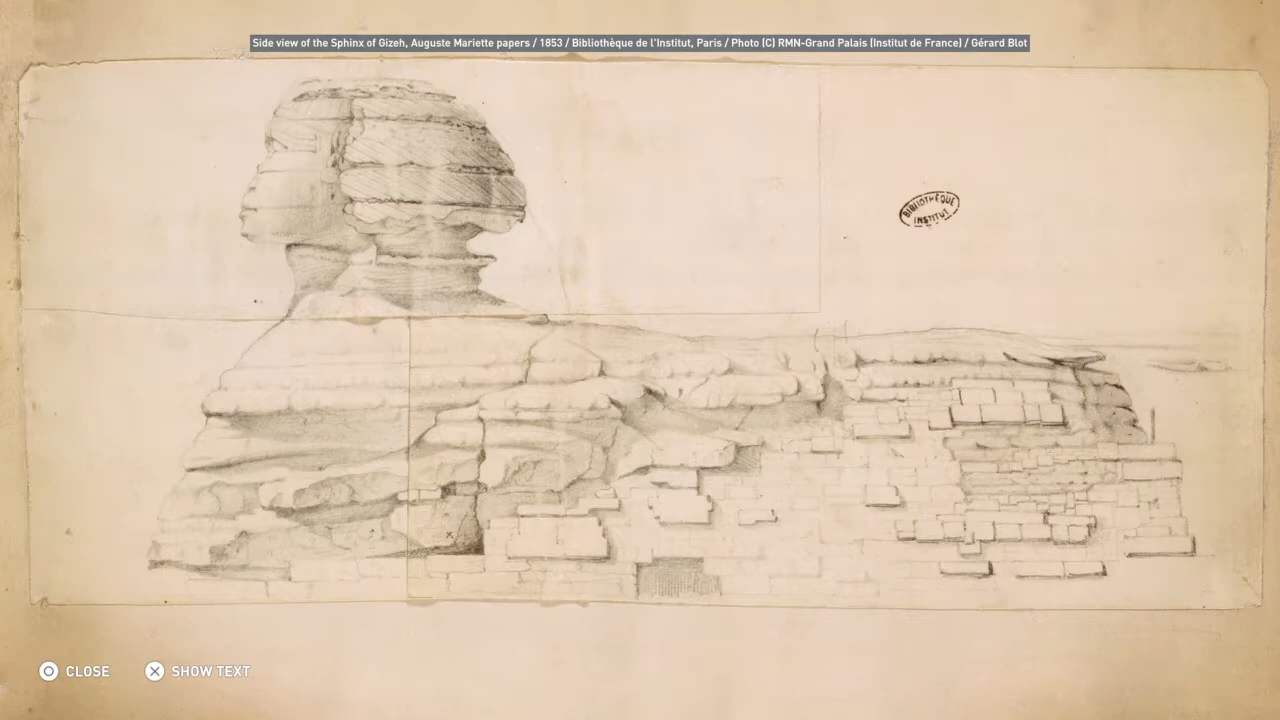 Side view of the Sphinx of Gizeh, Auguste Mariette papers / 1853 / Bibliothèque de l'Institut, Paris / Photo (C) RMN-Grand Palais (Institut de France) / Gérard Blot
BIBLIOTHÈQUE
INSTITUT
CLOSE
SHOW TEXT